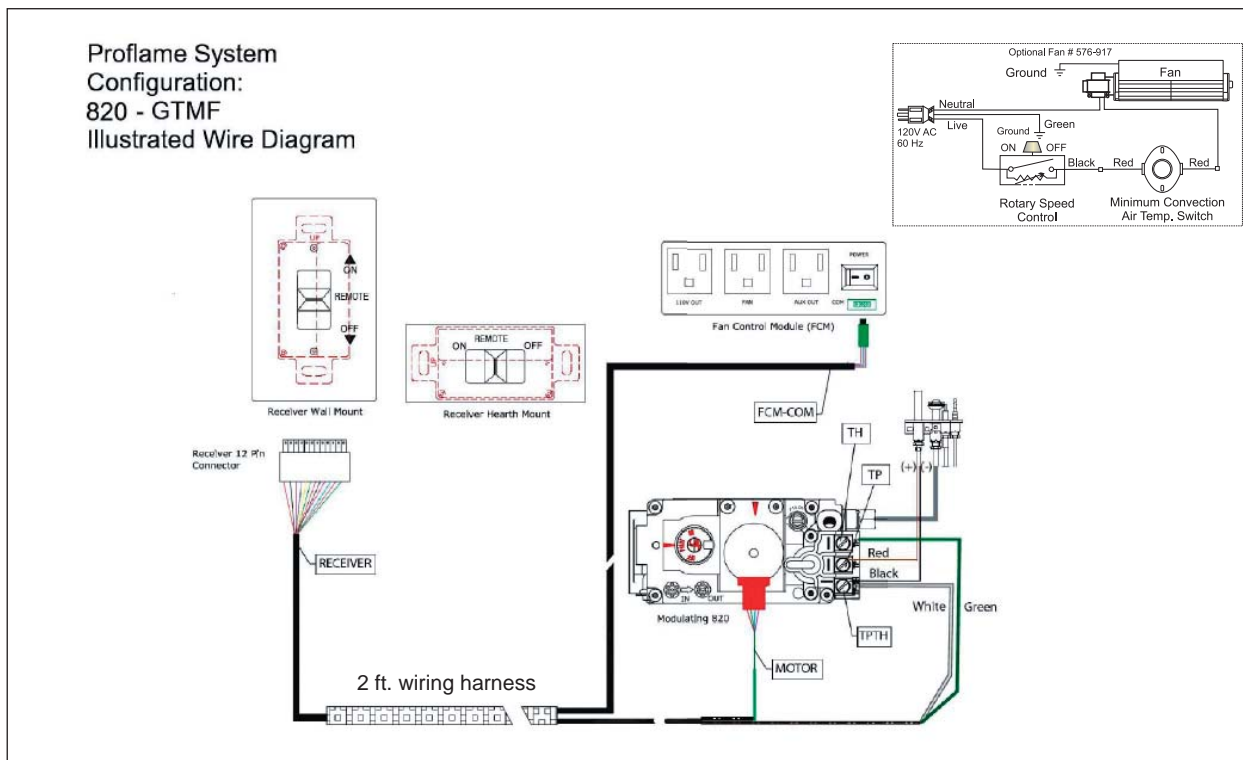 Proflame System
Configuration:
820 - GTMF
Illustrated Wire Diagram
Optional Fan # 576-917
Ground
Fan
Neutral
Live
Green
120V AC
60 Hz
Ground
ON OFF
Black
Red
Red
Rotary Speed
Control
Minimum Convection
Air Temp. Switch
UP
ON
REMOTE
OFF
Receiver Wall Mount
REMOTE
ON OFF
UP
Receiver Hearth Mount
POWER
110V OUT
FAN
AUX OUT
COM
Fan Control Module (FCM)
FCM-COM
TH
TP
(+) (-)
Receiver 12 Pin
Connector
RECEIVER
Red
Black
White
Green
IN
OUT
Modulating 820
TPTH
MOTOR
2 ft. wiring harness